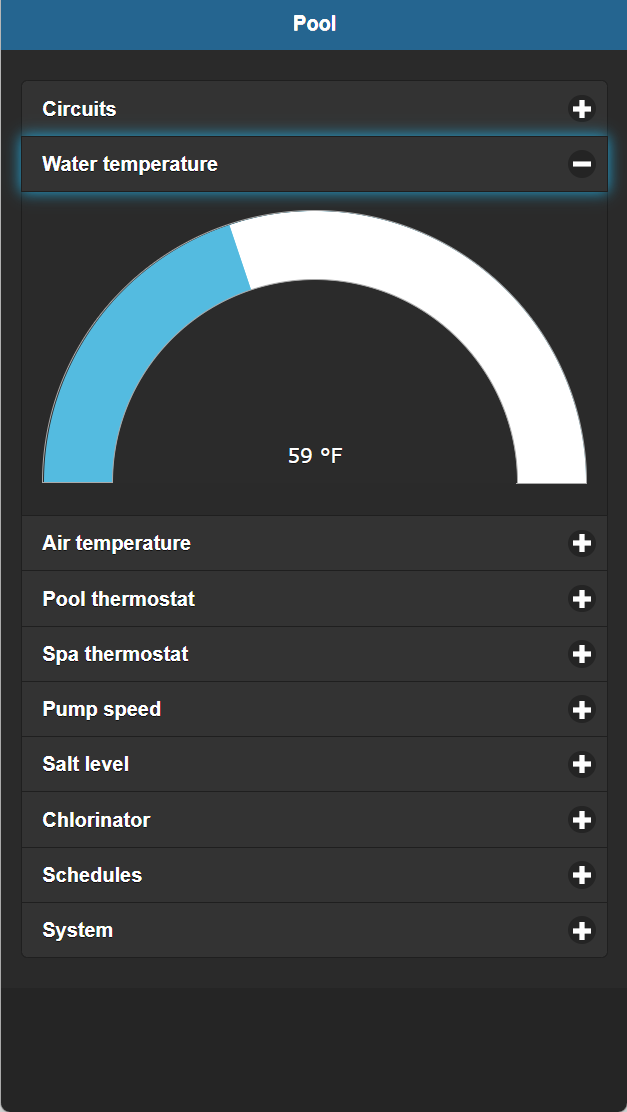 Pool
Circuits
Water temperature
59 °F
Air temperature
Pool thermostat
Spa thermostat
Pump speed
Salt level
Chlorinator
Schedules
System